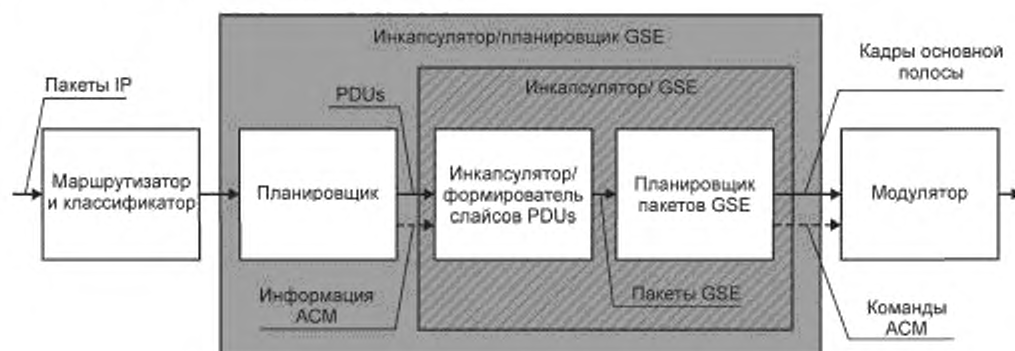 Инкапсулятор/планировщик GSE
Кадры основной
полосы
Пакеты IP
PDUs
Инкапсулятор/ GSE
Маршрутизатор
и классификатор
Планировщик
Инкапсулятор/
формирователь
слайсов PDUs
Планировщик
пакетов GSE
Модулятор
Информация
ACM
Пакеты GSE
Команды
ACM